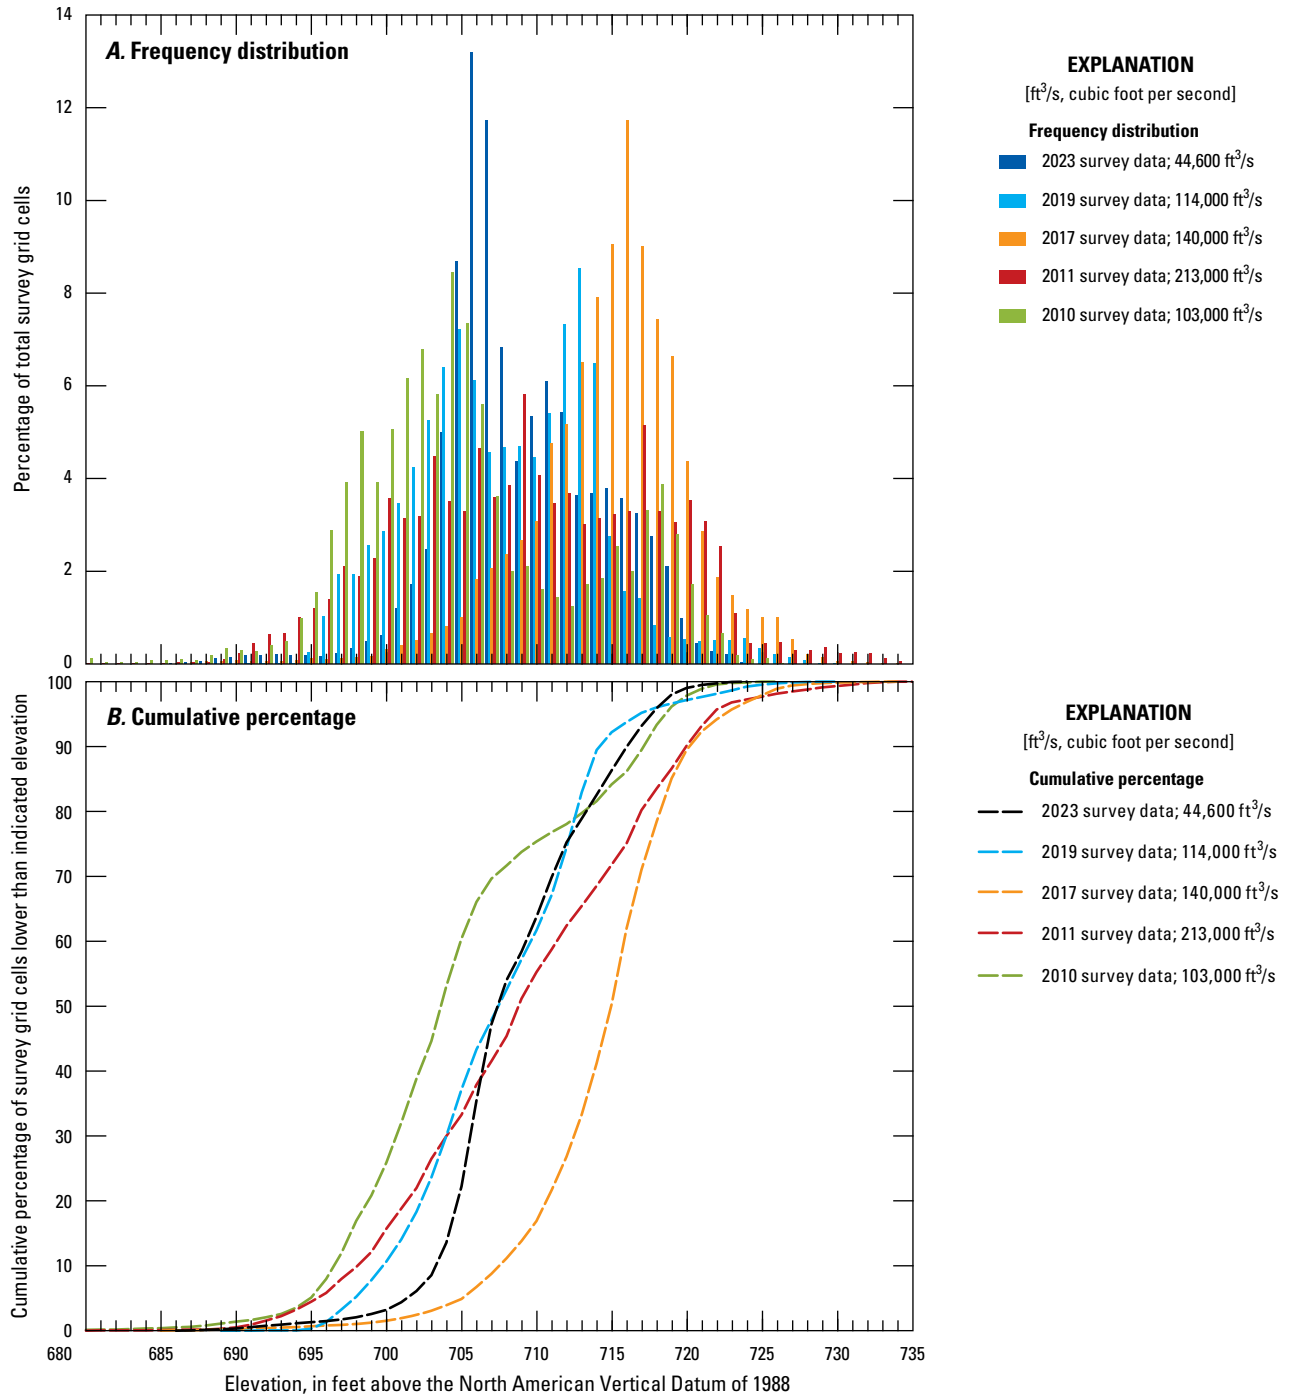 14
12
10
8
6
4
2
0
Percentage of total survey grid cells
A. Frequency distribution
EXPLANATION
[ft³/s, cubic foot per second]
Frequency distribution
2023 survey data; 44,600 ft³/s
2019 survey data; 114,000 ft³/s
2017 survey data; 140,000 ft³/s
2011 survey data; 213,000 ft³/s
2010 survey data; 103,000 ft³/s
100
90
80
70
60
50
40
30
20
10
0
Cumulative percentage of survey grid cells lower than indicated elevation
B. Cumulative percentage
EXPLANATION
[ft³/s, cubic foot per second]
Cumulative percentage
2023 survey data; 44,600 ft³/s
2019 survey data; 114,000 ft³/s
2017 survey data; 140,000 ft³/s
2011 survey data; 213,000 ft³/s
2010 survey data; 103,000 ft³/s
680 685 690 695 700 705 710 715 720 725 730 735
Elevation, in feet above the North American Vertical Datum of 1988